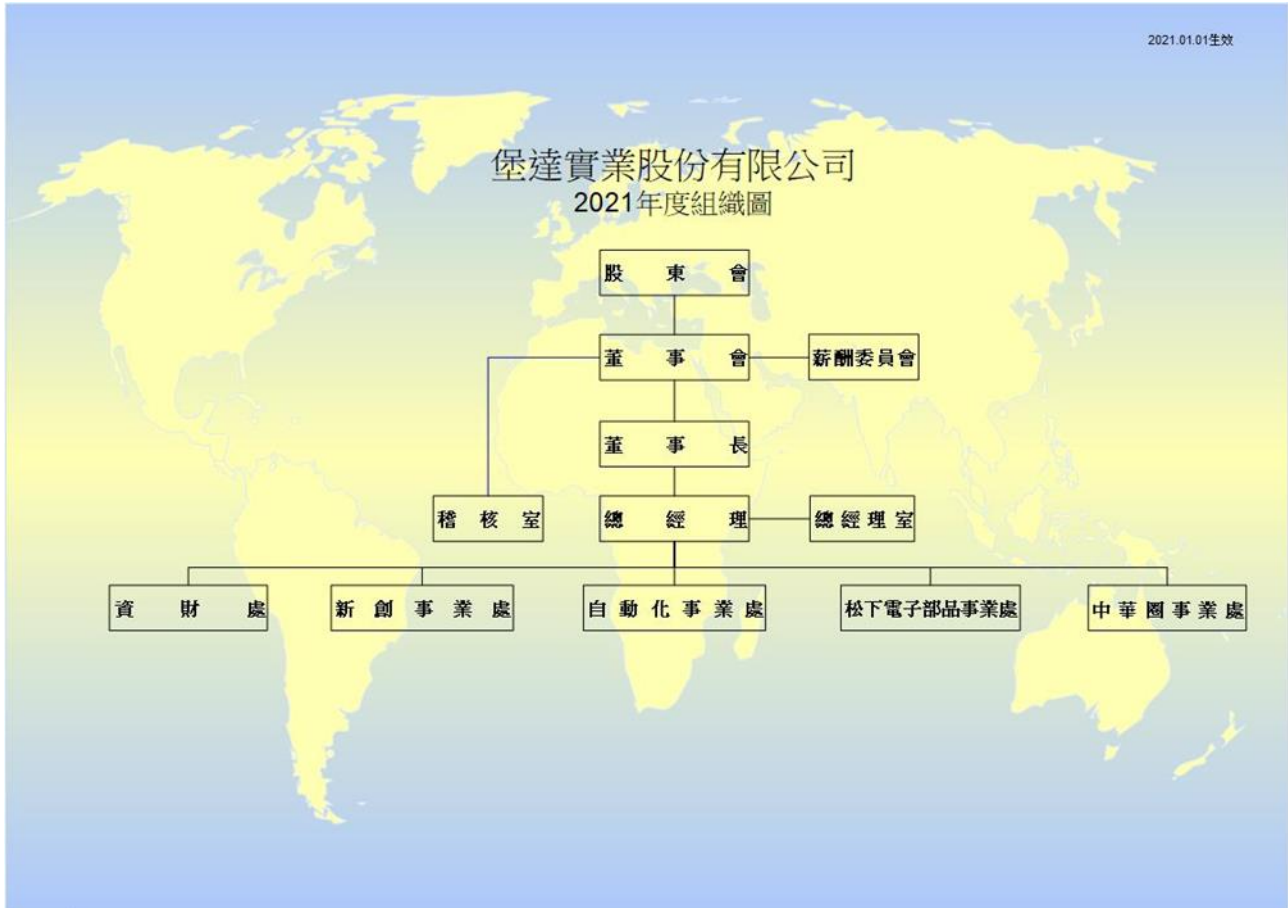 2021.01.01生效
堡達實業股份有限公司
2021年度組織圖
股東會
董事會
薪酬委員會
董事長
稽核室
總經理
總經理室
資財處
新創事業處
自動化事業處
松下電子部品事業處
中華圈事業處